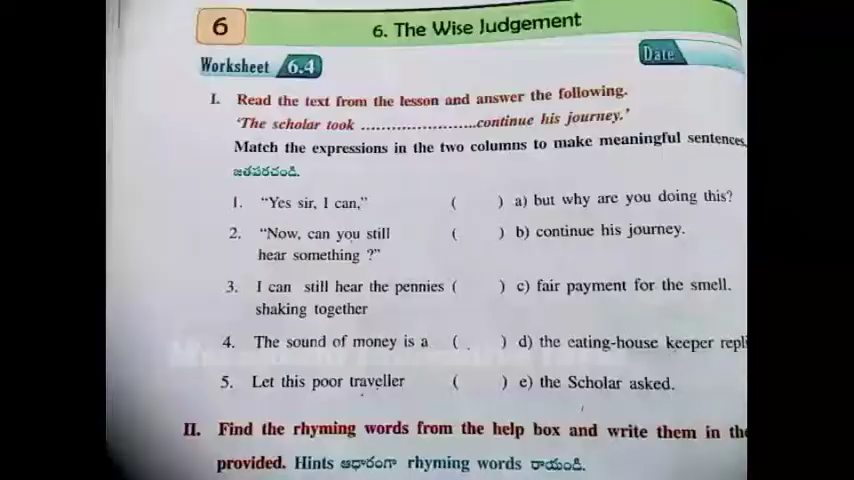 6
6. The Wise Judgement
Worksheet 6.4
Date
I. Read the text from the lesson and answer the following.
'The scholar took .......................continue his journey.'
Match the expressions in the two columns to make meaningful sentences.
జతపరచండి.
1. "Yes sir, I can," ( ) a) but why are you doing this?
2. "Now, can you still ( ) b) continue his journey.
hear something ?"
3. I can still hear the pennies ( ) c) fair payment for the smell.
shaking together
4. The sound of money is a ( ) d) the eating-house keeper repl
5. Let this poor traveller ( ) e) the Scholar asked.
II. Find the rhyming words from the help box and write them in the
provided. Hints ఆధారంగా rhyming words రాయండి.